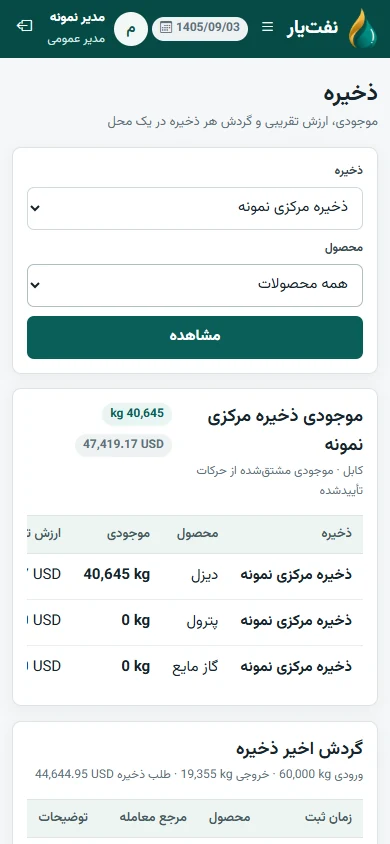 نفت‌یار
1405/09/03
م
مدیر نمونه
مدیر عمومی
ذخیره
موجودی، ارزش تقریبی و گردش هر ذخیره در یک محل
ذخیره
ذخیره مرکزی نمونه
محصول
همه محصولات
مشاهده
موجودی ذخیره مرکزی نمونه
40,645 kg
47,419.17 USD
کابل · موجودی مشتق‌شده از حرکات تأییدشده
ذخیره محصول موجودی ارزش
ذخیره مرکزی نمونه دیزل 40,645 kg USD
ذخیره مرکزی نمونه پترول 0 kg USD
ذخیره مرکزی نمونه گاز مایع 0 kg USD
گردش اخیر ذخیره
ورودی 60,000 kg · خروجی 19,355 kg · طلب ذخیره 44,644.95 USD
زمان ثبت محصول مرجع معامله توضیحات